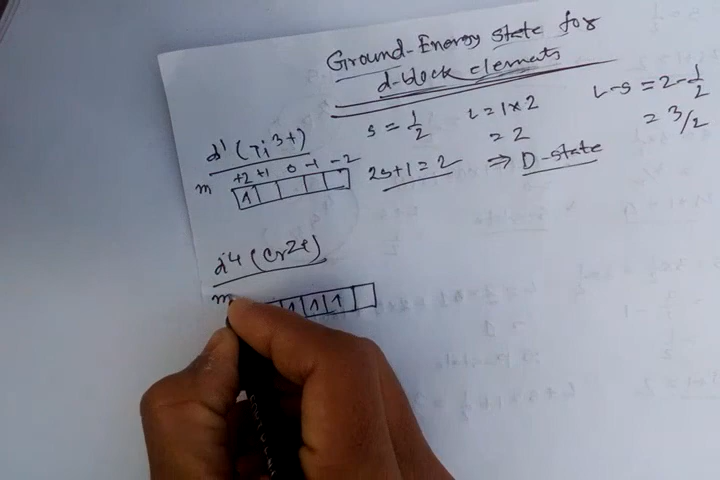 Ground-Energy state for
d-block elements
d¹ (Ti³⁺) s = 1/2 L = 1×2 L-s = 2-1/2
= 2 = 3/2
m +2 +1 0 -1 -2 2s+1 = 2 ⇒ D-state
1
d⁴ (Cr2+)
m 1 1 1